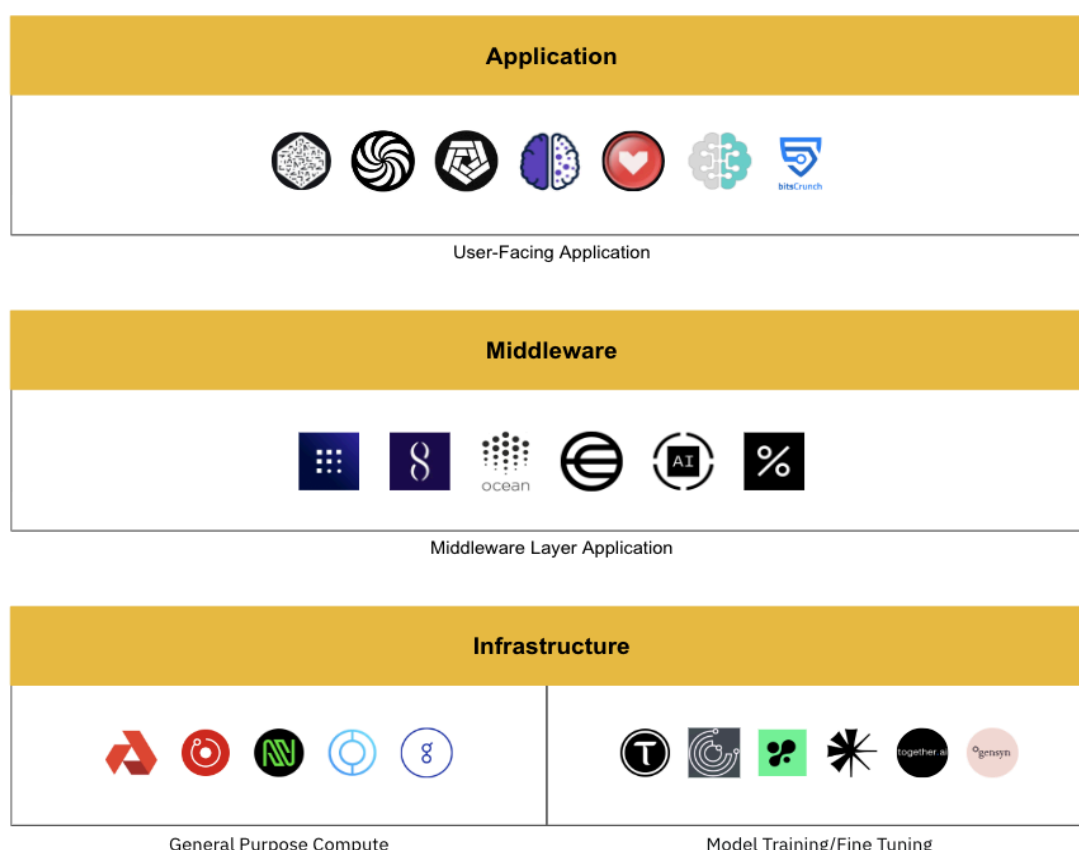 Application
bitsCrunch
User-Facing Application
Middleware
ocean
AI
%
Middleware Layer Application
Infrastructure
g
together.ai
gensyn
General Purpose Compute
Model Training/Fine Tuning